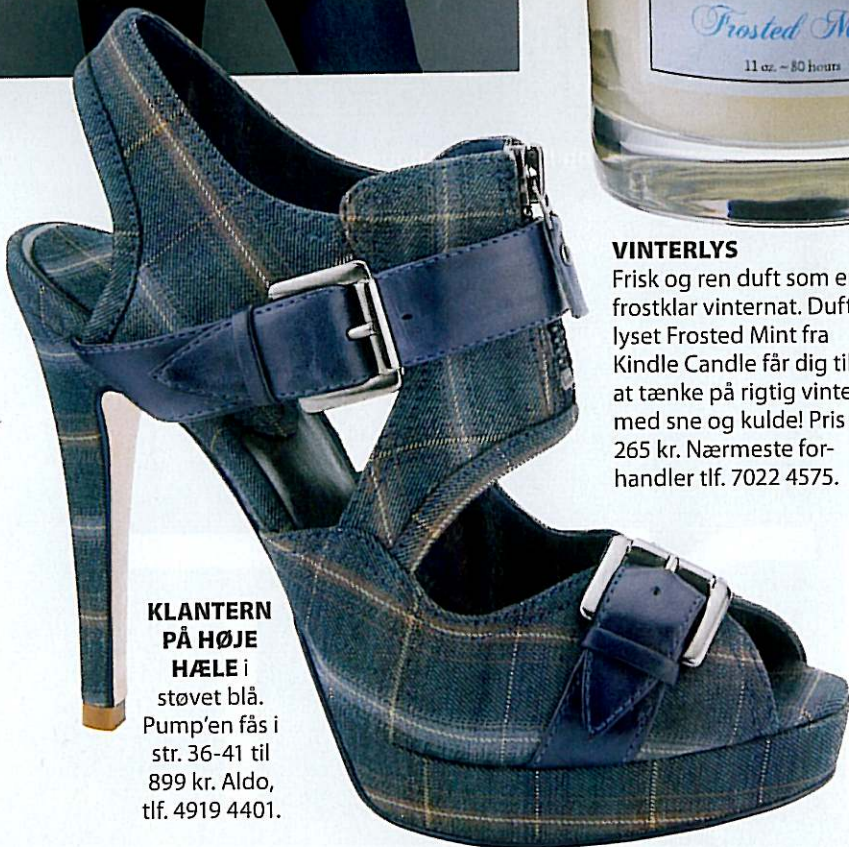 Frosted
11 oz. ~ 80 hours
VINTERLYS
Frisk og ren duft som e
frostklar vinternat. Duft
lyset Frosted Mint fra
Kindle Candle får dig til
at tænke på rigtig vinte
med sne og kulde! Pris
265 kr. Nærmeste for-
handler tlf. 7022 4575.
KLANTERN
PÅ HØJE
HÆLE i
støvet blå.
Pump'en fås i
str. 36-41 til
899 kr. Aldo,
tlf. 4919 4401.